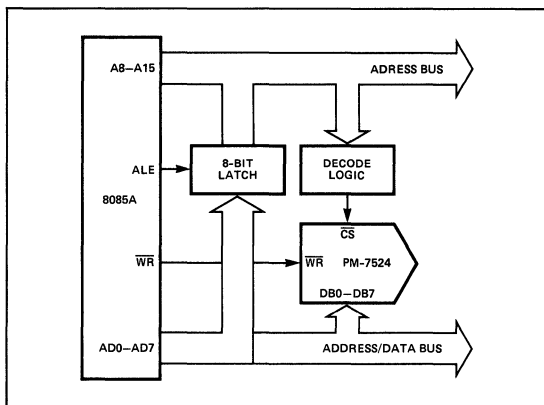 A8–A15
ADRESS BUS
ALE
8-BIT
LATCH
DECODE
LOGIC
8085A
CS
WR
WR PM-7524
DB0–DB7
AD0–AD7
ADDRESS/DATA BUS